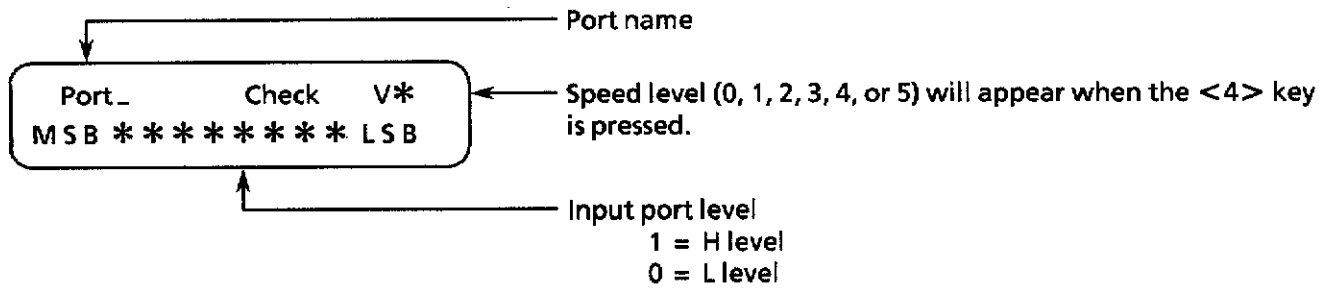 Port name
Port_ Check V*
Speed level (0, 1, 2, 3, 4, or 5) will appear when the <4> key
is pressed.
MSB ******** LSB
Input port level
1 = H level
0 = L level